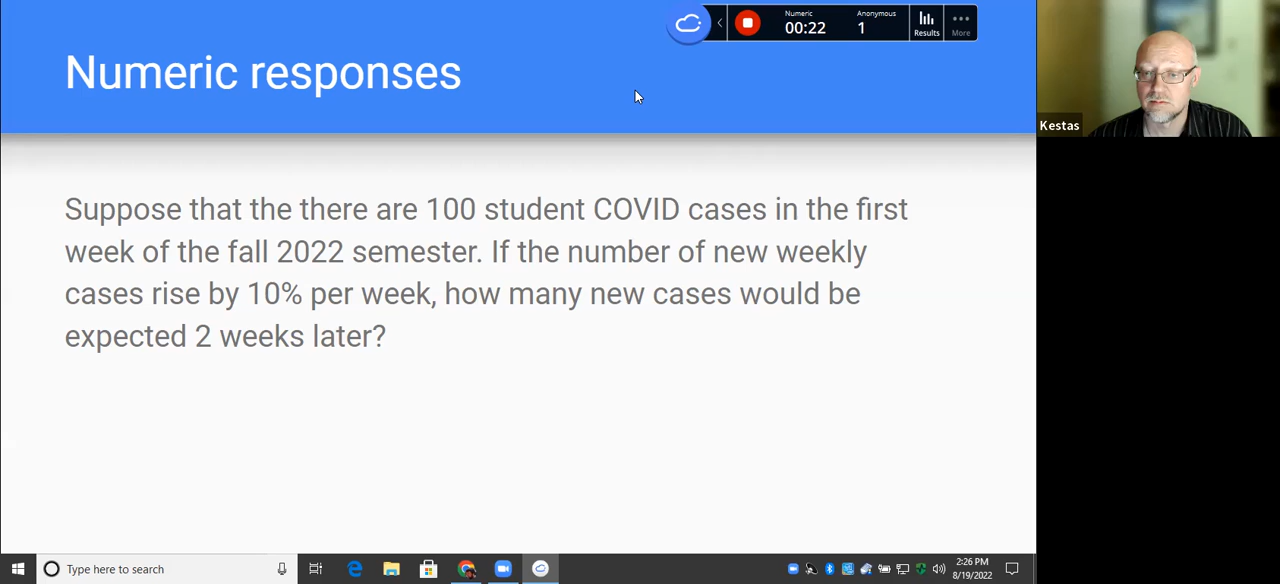 Numeric
00:22
Anonymous
1
Results
More
Numeric responses
Kestas
Suppose that the there are 100 student COVID cases in the first
week of the fall 2022 semester. If the number of new weekly
cases rise by 10% per week, how many new cases would be
expected 2 weeks later?
Type here to search
2:26 PM
8/19/2022